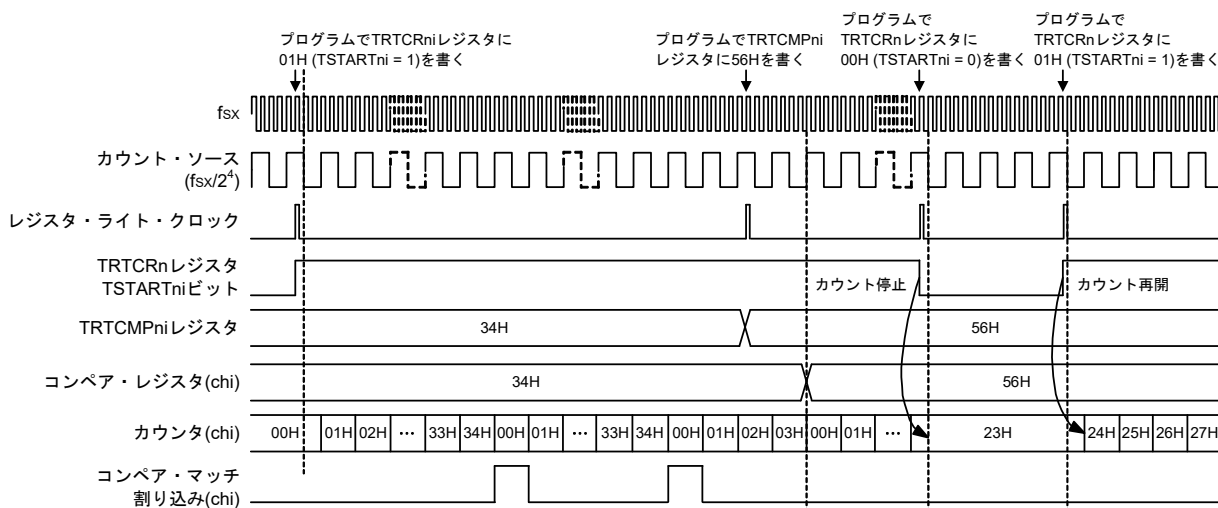 プログラムでTRTCRniレジスタに
01H (TSTARTni = 1)を書く
プログラムでTRTCMPni
レジスタに56Hを書く
プログラムで
TRTCRnレジスタに
00H (TSTARTni = 0)を書く
プログラムで
TRTCRnレジスタに
01H (TSTARTni = 1)を書く
fsx
カウント・ソース
(fsx/2⁴)
レジスタ・ライト・クロック
TRTCRnレジスタ
TSTARTniビット
カウント停止
カウント再開
TRTCMPniレジスタ
34H
56H
コンペア・レジスタ(chi)
34H
56H
カウンタ(chi)
00H 01H 02H … 33H 34H 00H 01H … 33H 34H 00H 01H 02H 03H 00H 01H … 23H 24H 25H 26H 27H
コンペア・マッチ
割り込み(chi)